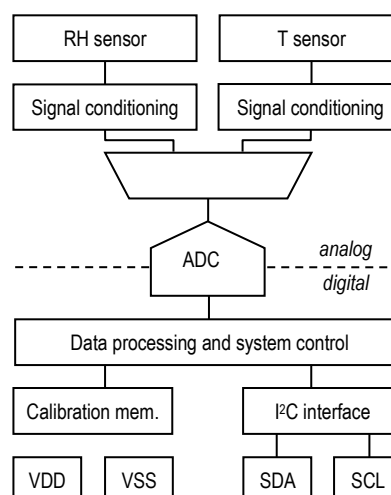 RH sensor
T sensor
Signal conditioning
Signal conditioning
ADC
analog
digital
Data processing and system control
Calibration mem.
I²C interface
VDD
VSS
SDA
SCL